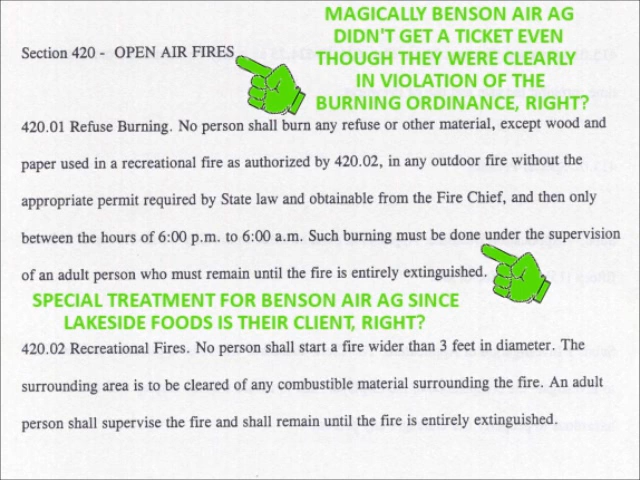 MAGICALLY BENSON AIR AG
DIDN'T GET A TICKET EVEN
THOUGH THEY WERE CLEARLY
IN VIOLATION OF THE
BURNING ORDINANCE, RIGHT?
Section 420 - OPEN AIR FIRES
420.01 Refuse Burning. No person shall burn any refuse or other material, except wood and
paper used in a recreational fire as authorized by 420.02, in any outdoor fire without the
appropriate permit required by State law and obtainable from the Fire Chief, and then only
between the hours of 6:00 p.m. to 6:00 a.m. Such burning must be done under the supervision
of an adult person who must remain until the fire is entirely extinguished.
SPECIAL TREATMENT FOR BENSON AIR AG SINCE
LAKESIDE FOODS IS THEIR CLIENT, RIGHT?
420.02 Recreational Fires. No person shall start a fire wider than 3 feet in diameter. The
surrounding area is to be cleared of any combustible material surrounding the fire. An adult
person shall supervise the fire and shall remain until the fire is entirely extinguished.